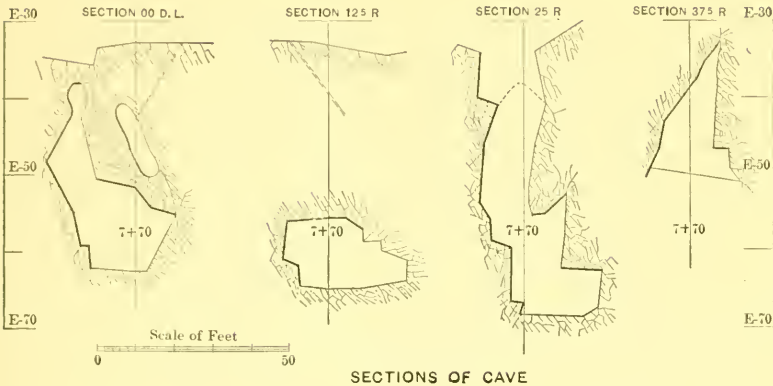 E-30 SECTION 00 D.L. SECTION 125 R SECTION 25 R SECTION 375 R E-30
E-50 E-50
7+70 7+70 7+70 7+70
E-70 E-70
Scale of Feet
0 50
SECTIONS OF CAVE